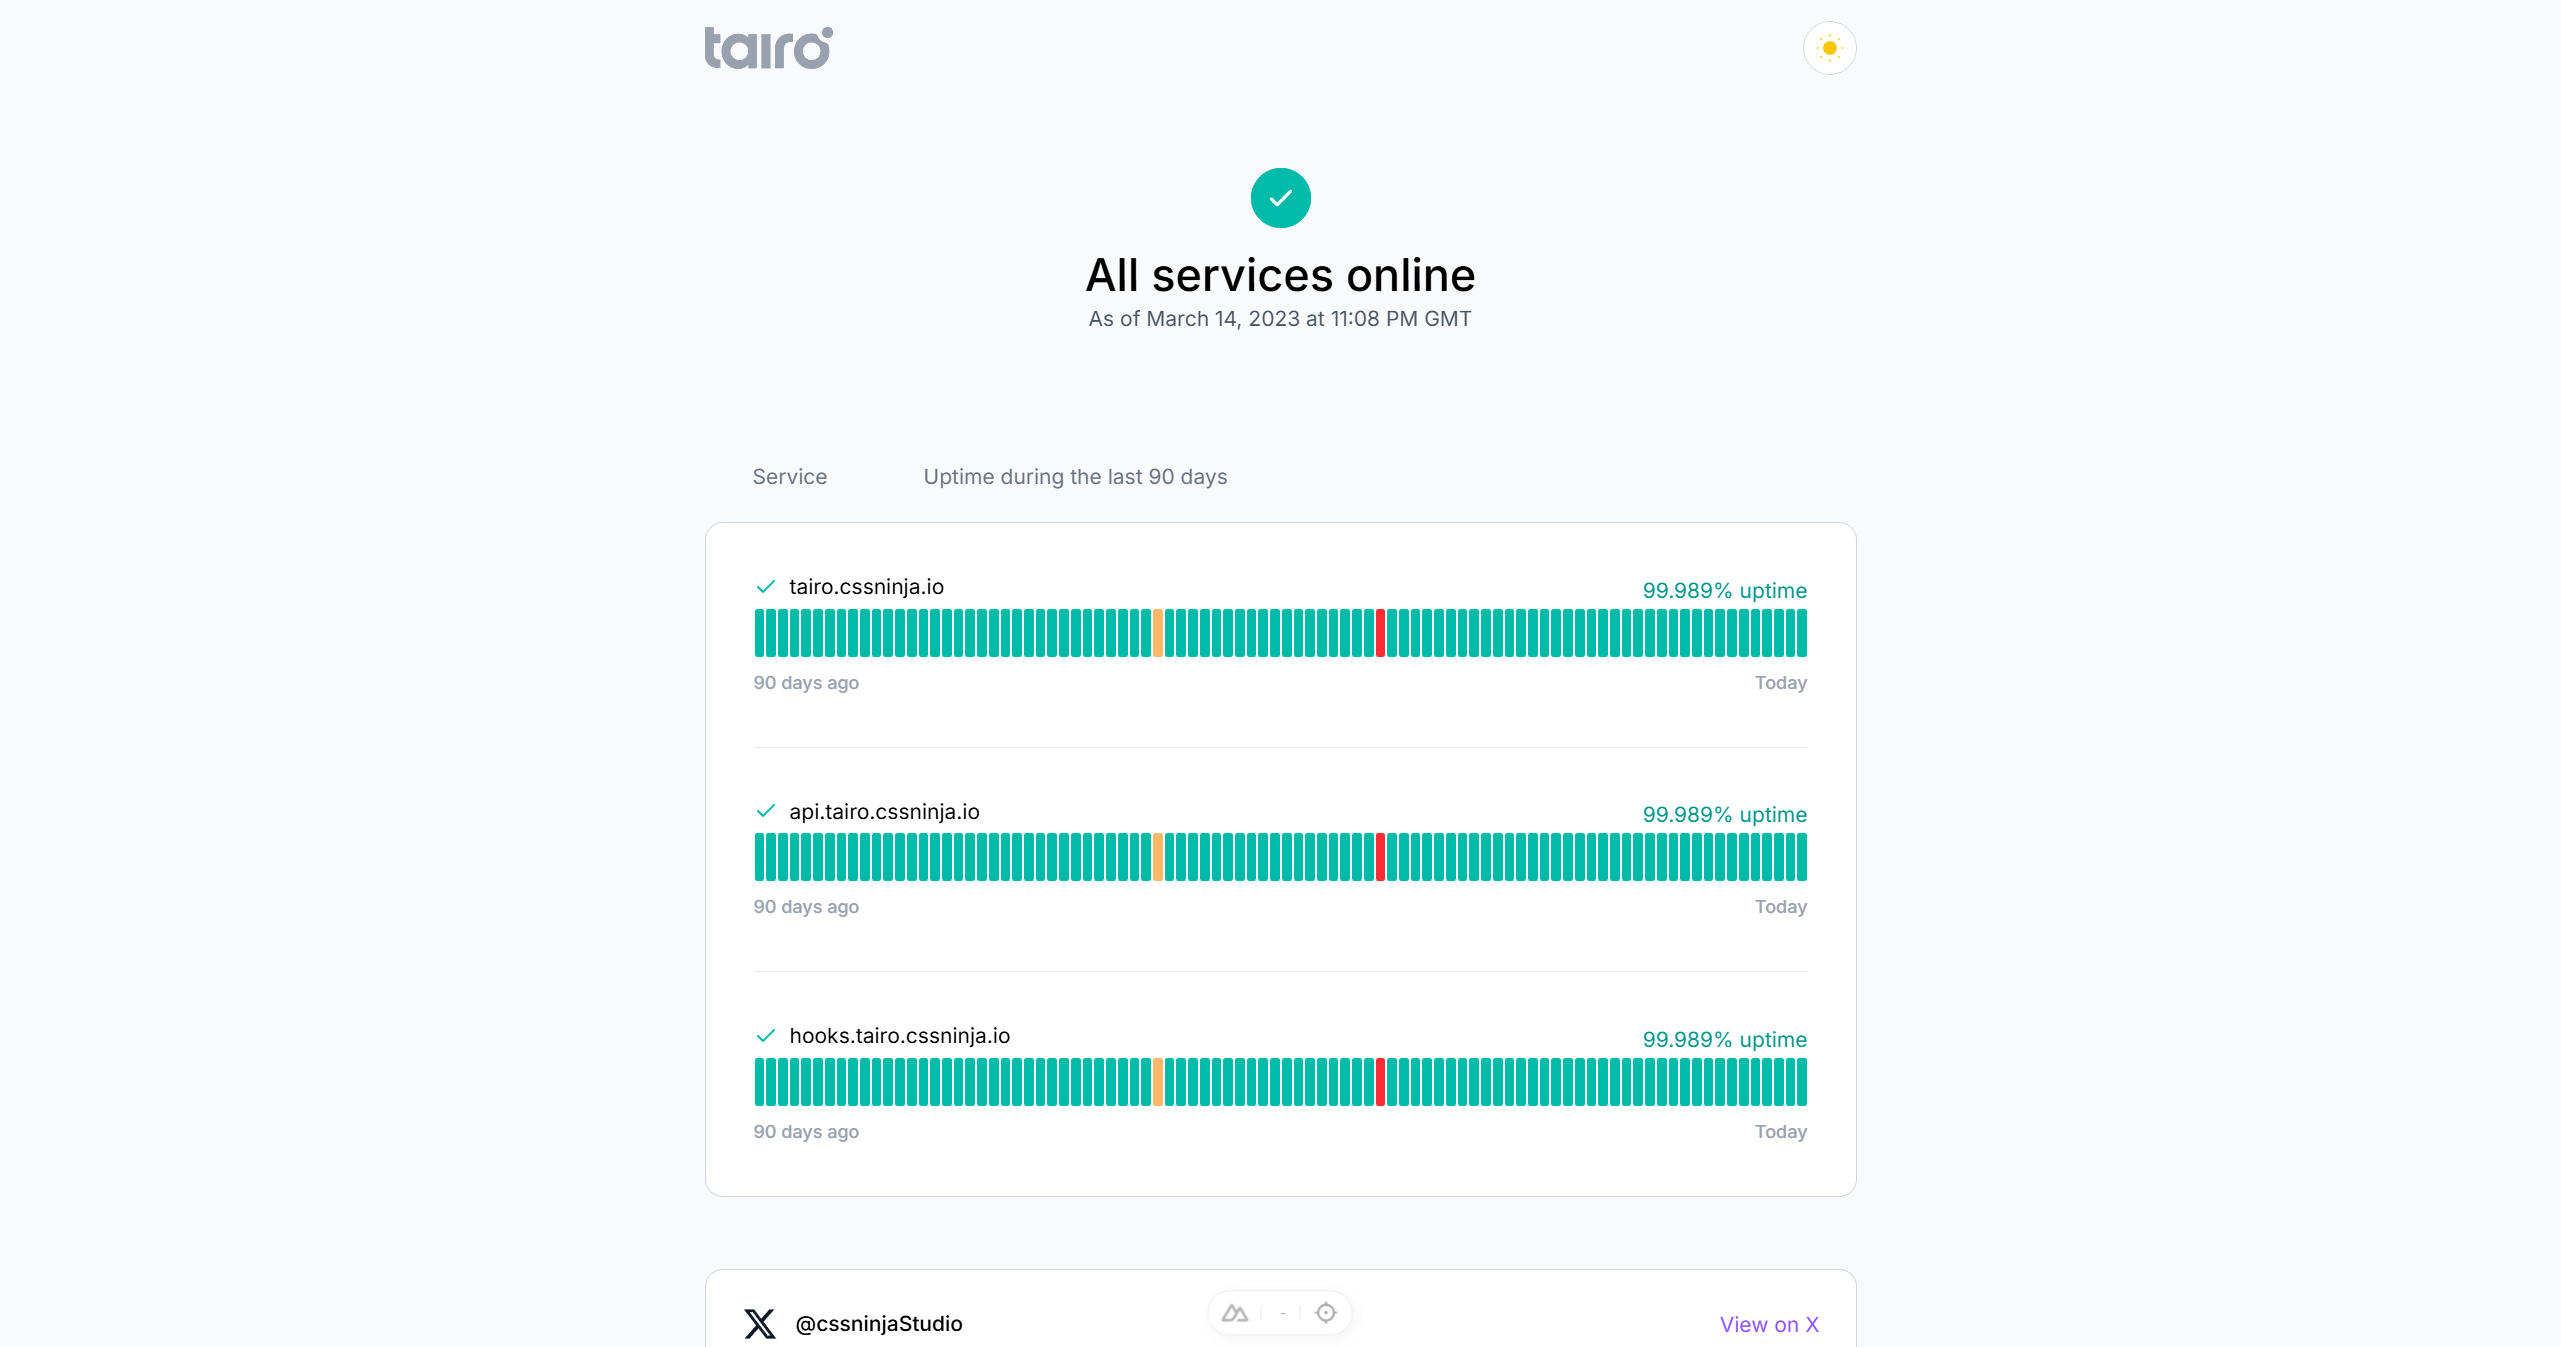 tairo
All services online
As of March 14, 2023 at 11:08 PM GMT
Service
Uptime during the last 90 days
tairo.cssninja.io
99.989% uptime
90 days ago
Today
api.tairo.cssninja.io
99.989% uptime
90 days ago
Today
hooks.tairo.cssninja.io
99.989% uptime
90 days ago
Today
@cssninjaStudio
-
View on X